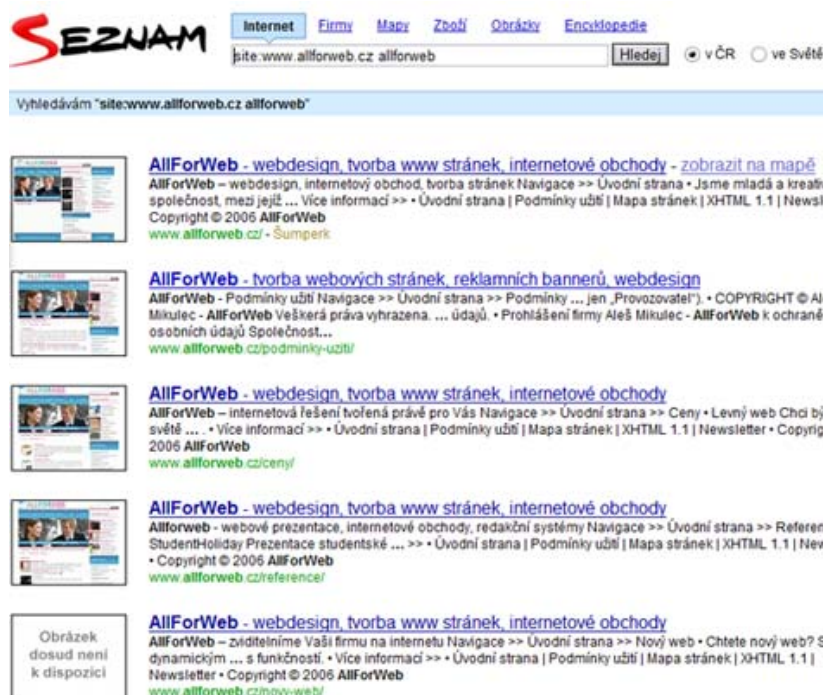 SEZNAM
Internet Firmy Mapy Zboží Obrázky Encyklopedie
site:www.allforweb.cz allforweb Hledej v ČR ve Světě
Vyhledávám "site:www.allforweb.cz allforweb"
AllForWeb - webdesign, tvorba www stránek, internetové obchody - zobrazit na mapě
AllForWeb – webdesign, internetový obchod, tvorba stránek Navigace >> Úvodní strana • Jsme mladá a
společnost, mezi jejíž ... Více informací >> • Úvodní strana | Podmínky užití | Mapa stránek | XHTML 1.1 |
Copyright © 2006 AllForWeb
www.allforweb.cz/ - Šumperk
AllForWeb - tvorba webových stránek, reklamních bannerů, webdesign
AllForWeb - Podmínky užití Navigace >> Úvodní strana >> Podmínky ... jen „Provozovatel"). • COPYRIGHT ©
Mikulec - AllForWeb Veškerá práva vyhrazena. ... údajů. • Prohlášení firmy Aleš Mikulec - AllForWeb k ochraně
osobních údajů Společnost...
www.allforweb.cz/podminky-uziti/
AllForWeb - webdesign, tvorba www stránek, internetové obchody
AllForWeb – internetová řešení tvořená právě pro Vás Navigace >> Úvodní strana >> Ceny • Levný web Chci
světě ... . • Více informací >> • Úvodní strana | Podmínky užití | Mapa stránek | XHTML 1.1 | Newsletter •
2006 AllForWeb
www.allforweb.cz/ceny/
AllForWeb - webdesign, tvorba www stránek, internetové obchody
Allforweb - webové prezentace, internetové obchody, redakční systémy Navigace >> Úvodní strana >>
StudentHoliday Prezentace studentské ... >> • Úvodní strana | Podmínky užití | Mapa stránek | XHTML 1.1 |
• Copyright © 2006 AllForWeb
www.allforweb.cz/reference/
Obrázek
dosud není
k dispozici
AllForWeb - webdesign, tvorba www stránek, internetové obchody
AllForWeb – zviditelníme Vaši firmu na internetu Navigace >> Úvodní strana >> Nový web • Chtete nový web?
dynamickým ... s funkčností. • Více informací >> • Úvodní strana | Podmínky užití | Mapa stránek | XHTML 1.1 |
Newsletter • Copyright © 2006 AllForWeb
www.allforweb.cz/novy-web/